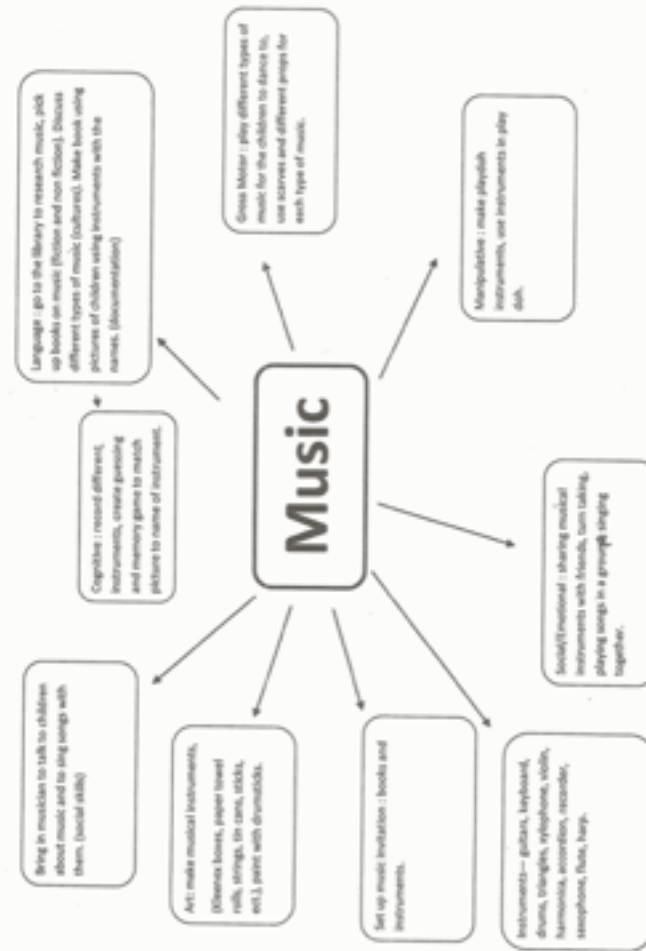 Bring in musician to talk to children
about music and to sing songs with
them. (social skills)
Cognitive : record different,
instruments, create guessing
and memory game to match
picture to name of instrument.
Language : go to the library to research music, pick
up books on music (fiction and non fiction). Discuss
different types of music (cultures). Make book using
pictures of children using instruments with the
names. (documentation)
Art: make musical instruments,
(Kleenex boxes, paper towel
rolls, strings, tin cans, sticks,
ect.), paint with drumsticks.
Music
Gross Motor : play different types of
music for the children to dance to,
use scarves and different props for
each type of music.
Set up music invitation : books and
instruments.
Instruments— guitars, keyboard,
drums, triangles, xylophone, violin,
harmonica, accordion, recorder,
saxophone, flute, harp.
Social/Emotional : sharing musical
instruments with friends, turn taking,
playing songs in a group singing
together.
Manipulative : make playdoh
instruments, use instruments in play
doh.